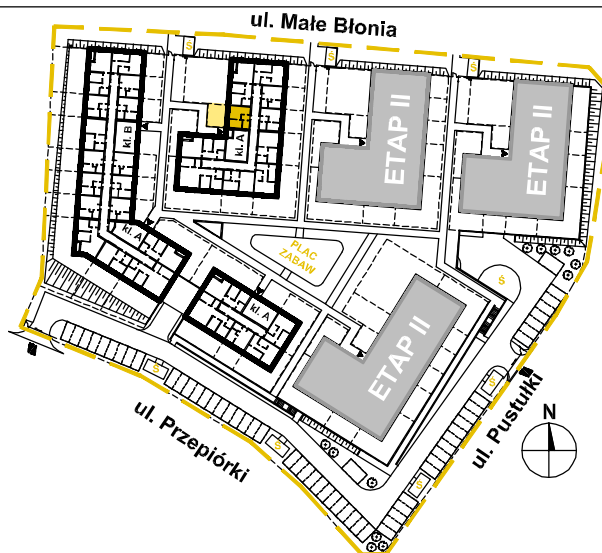 ul. Małe Błonia
Ś
Ś
Ś
kl. B
kl. A
ETAP II
ETAP II
kl. A
PLAC
ZABAW
Ś
kl. A
ETAP II
Ś
Ś
Ś
Ś
ul. Przepiórki
ul. Pustułki
N